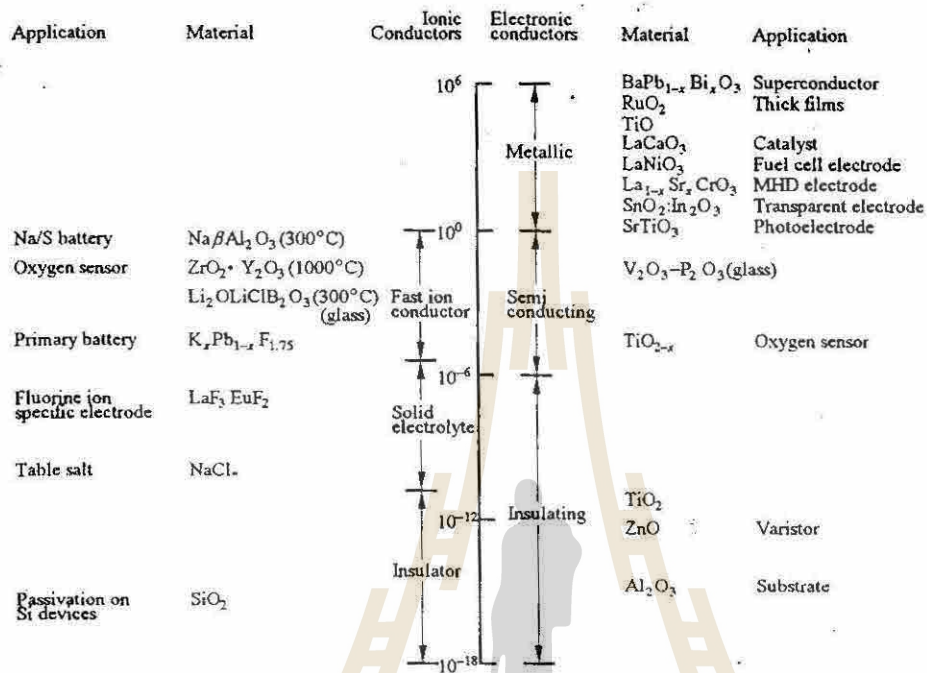 Application Material Ionic Conductors Electronic conductors Material Application
10⁶ BaPb₁₋ₓ BiₓO₃ Superconductor
RuO₂ Thick films
TiO
Metallic LaCaO₃ Catalyst
LaNiO₃ Fuel cell electrode
La₁₋ₓ Srₓ CrO₃ MHD electrode
SnO₂:In₂O₃ Transparent electrode
Na/S battery NaβAl₂O₃ (300°C) 10⁰ SrTiO₃ Photoelectrode
Oxygen sensor ZrO₂• Y₂O₃ (1000°C) V₂O₃–P₂ O₃(glass)
Li₂OLiClB₂O₃(300°C) (glass) Fast ion conductor Semi conducting
Primary battery KₓPb₁₋ₓ F₁.₇₅ TiO₂₋ₓ Oxygen sensor
10⁻⁶
Fluorine ion specific electrode LaF₃ EuF₂ Solid electrolyte
Table salt NaCl
TiO₂
10⁻¹² Insulating ZnO Varistor
Insulator Al₂O₃ Substrate
Passivation on Si devices SiO₂
10⁻¹⁸